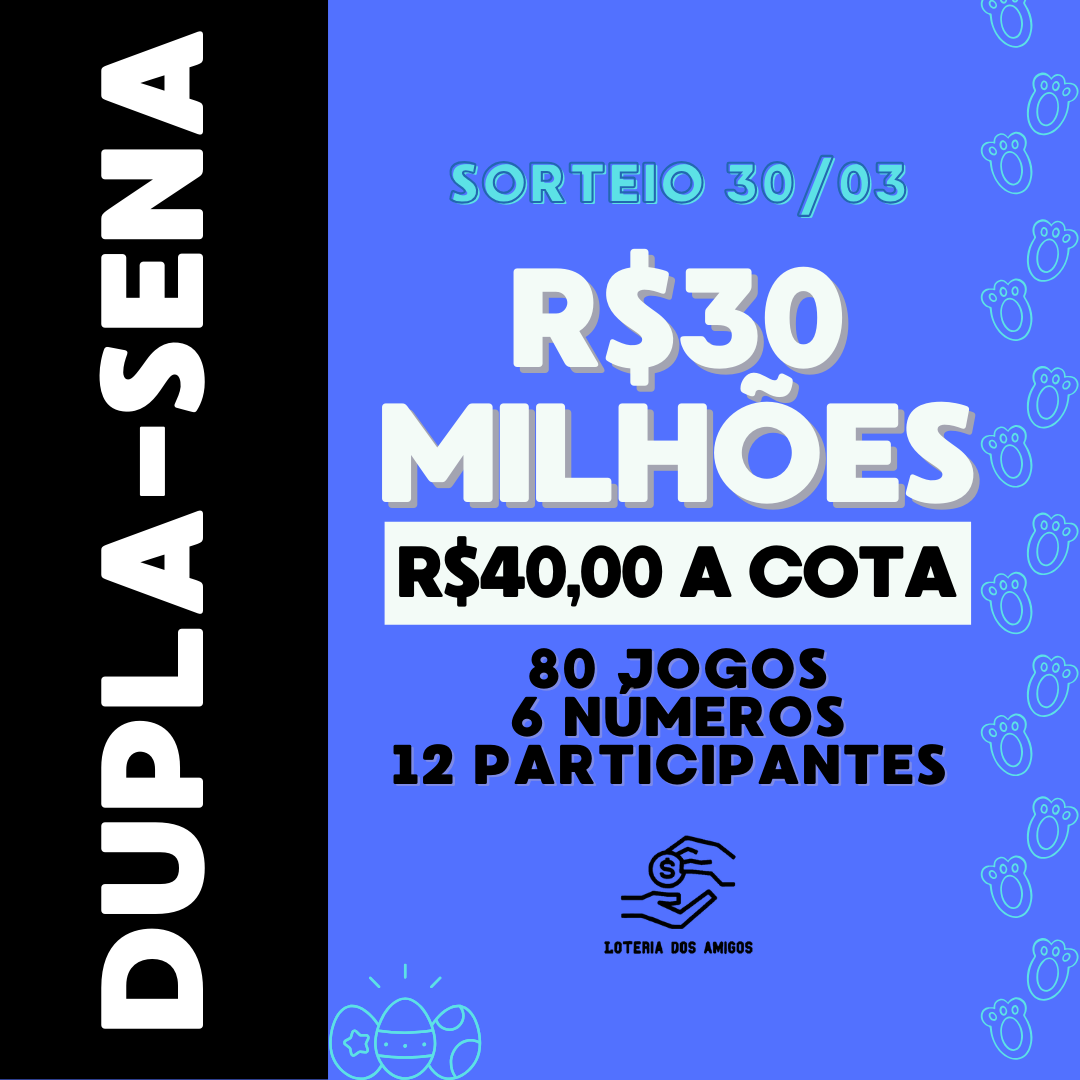 DUPLA-SENA
SORTEIO 30/03
R$30
MILHÕES
R$40,00 A COTA
80 JOGOS
6 NÚMEROS
12 PARTICIPANTES
$
LOTERIA DOS AMIGOS